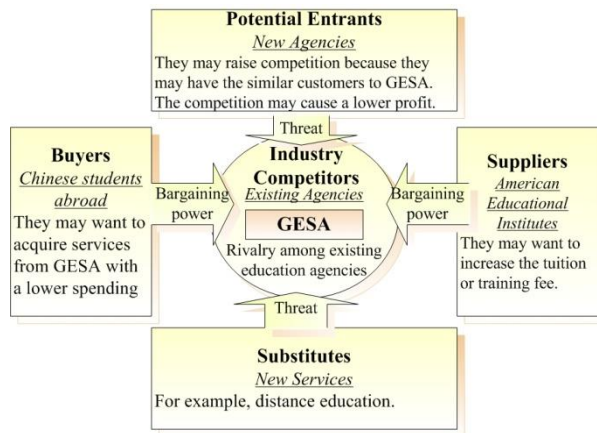 Potential Entrants
New Agencies
They may raise competition because they
may have the similar customers to GESA.
The competition may cause a lower profit.
Threat
Buyers
Chinese students
abroad
They may want to
acquire services
from GESA with
a lower spending
Bargaining
power
Industry
Competitors
Existing Agencies
GESA
Rivalry among existing
education agencies
Bargaining
power
Suppliers
American
Educational
Institutes
They may want to
increase the tuition
or training fee.
Threat
Substitutes
New Services
For example, distance education.